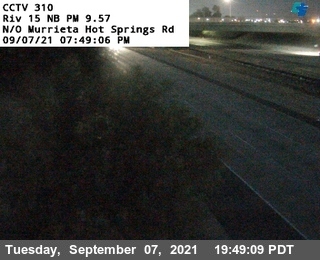 CCTV 310
Riv 15 NB PM 9.57
N/O Murrieta Hot Springs Rd
09/07/21 07:49:06 PM
Tuesday, September 07, 2021 19:49:09 PDT